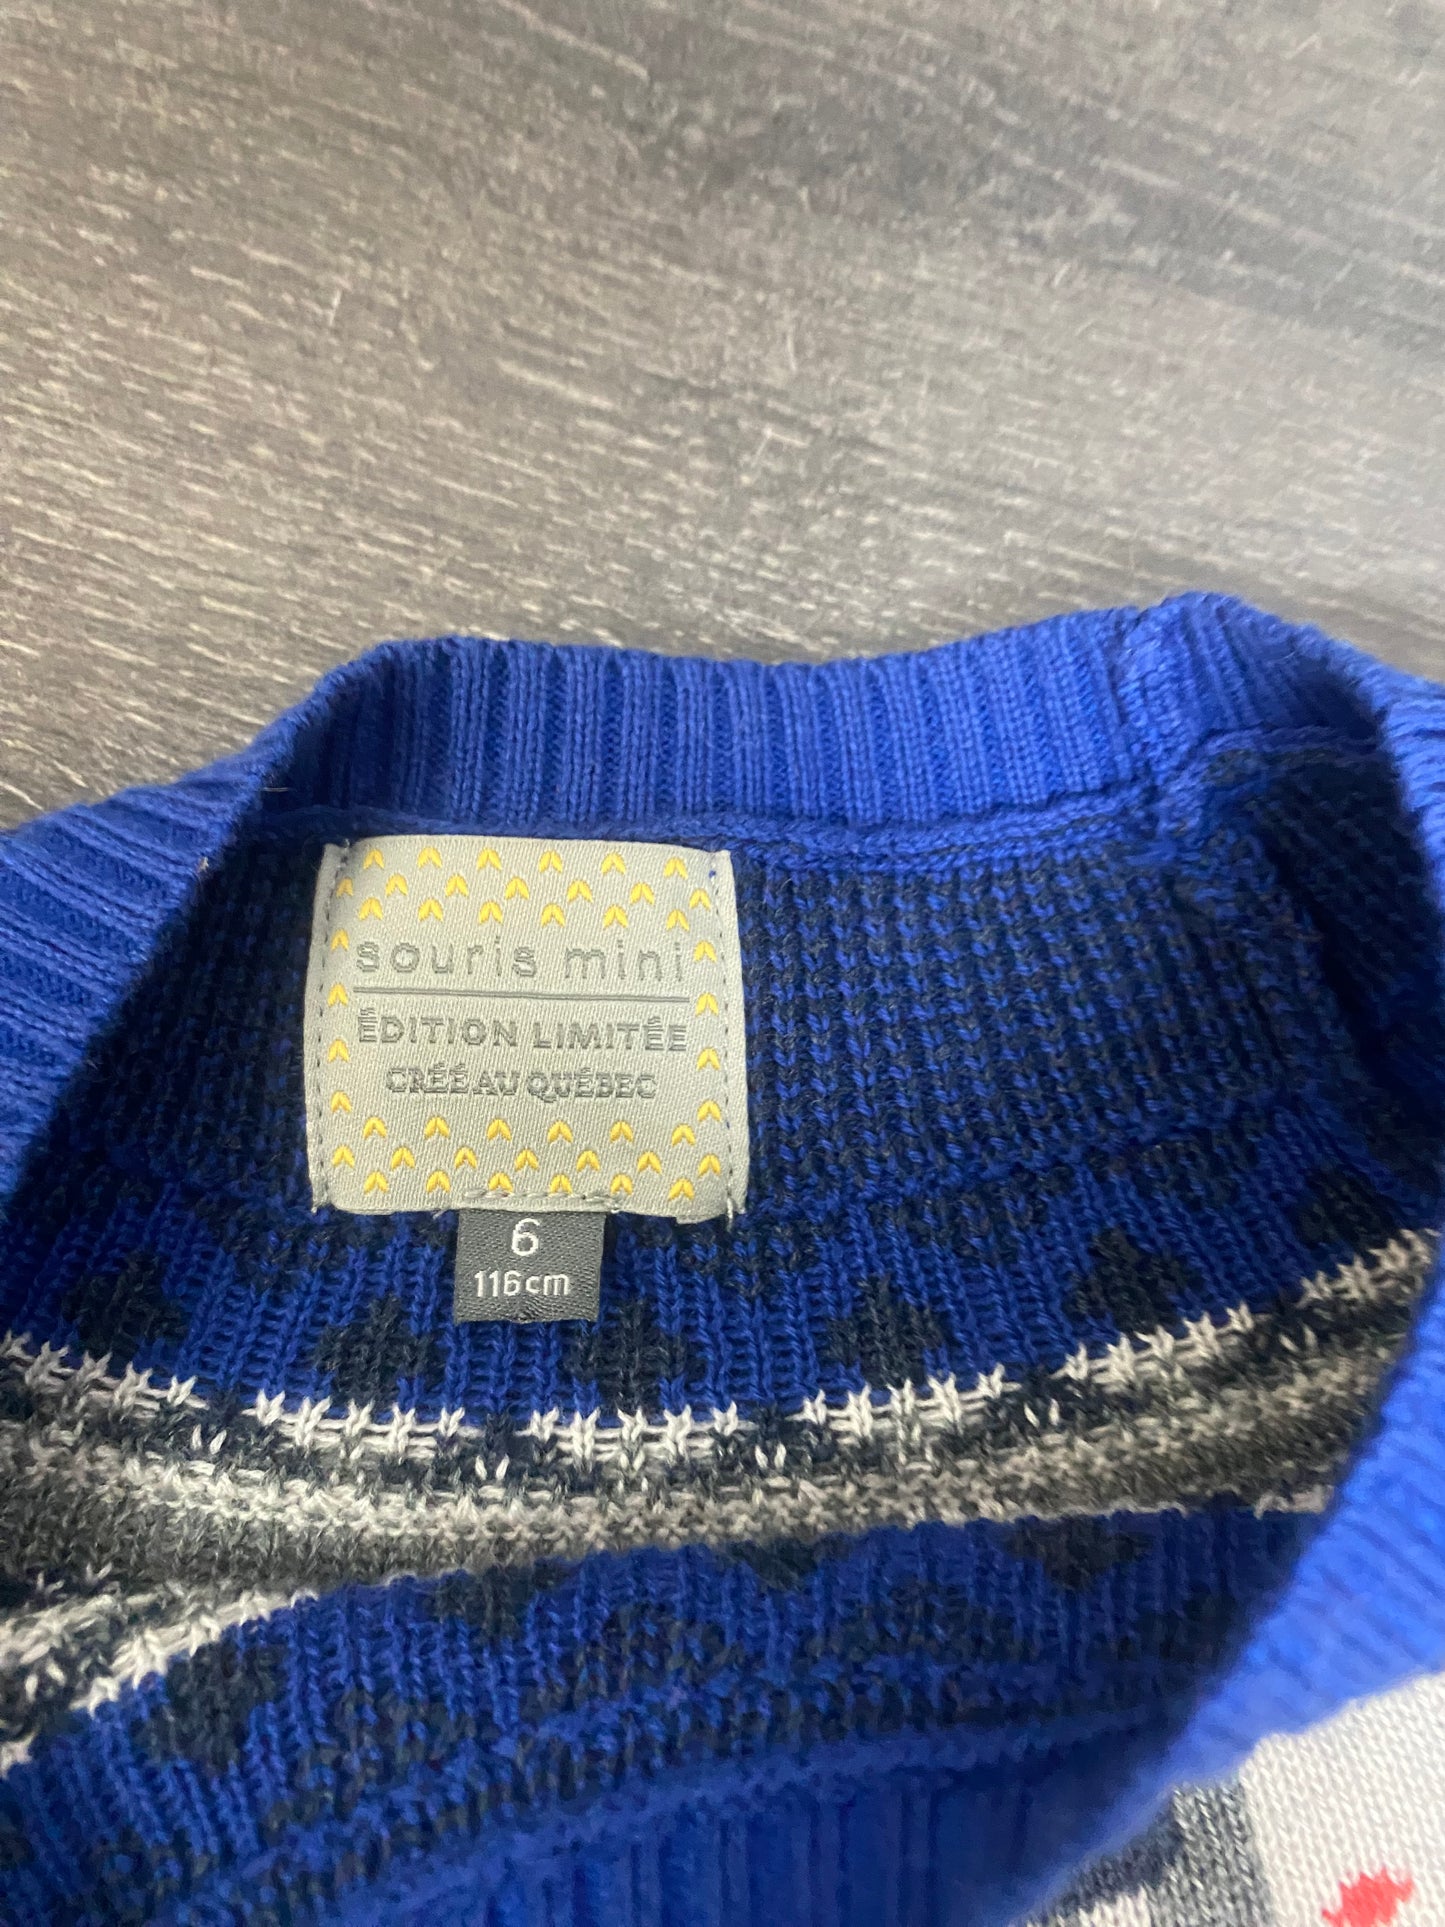 souris mini
ÉDITION LIMITÉE
CRÉÉ AU QUÉBEC
6
116cm